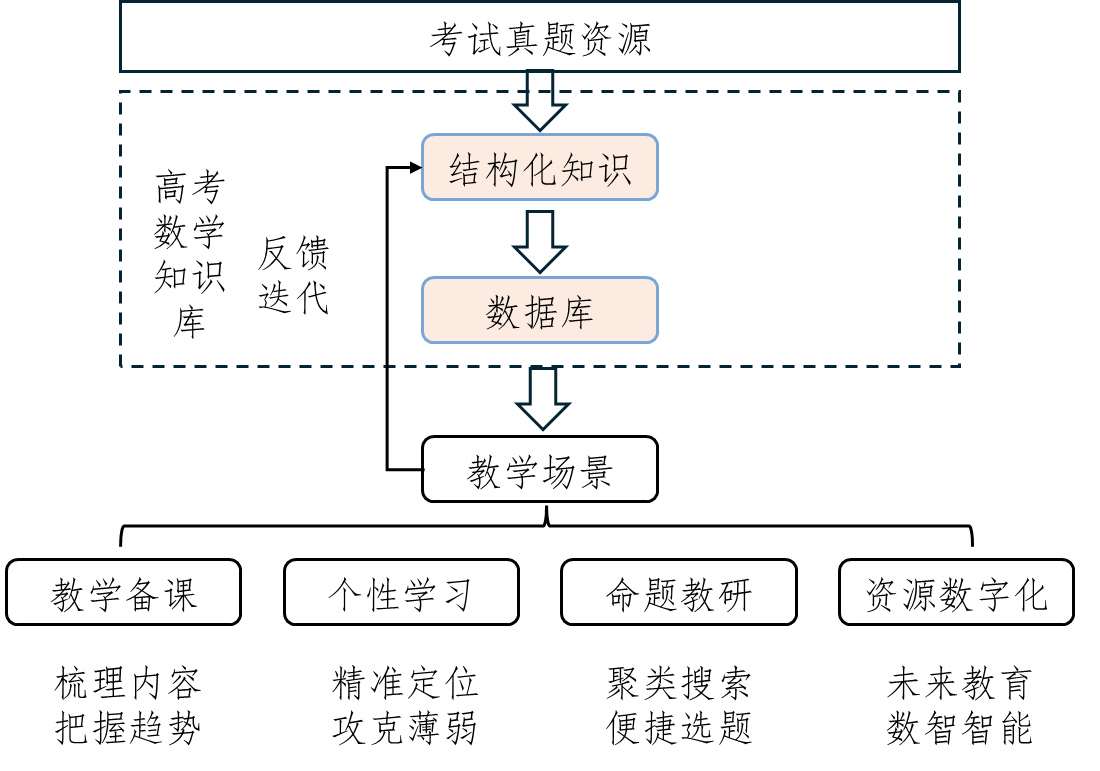 考试真题资源
结构化知识
高考
数学
知识
库
反馈
迭代
数据库
教学场景
教学备课
个性学习
命题教研
资源数字化
梳理内容
把握趋势
精准定位
攻克薄弱
聚类搜索
便捷选题
未来教育
数智智能